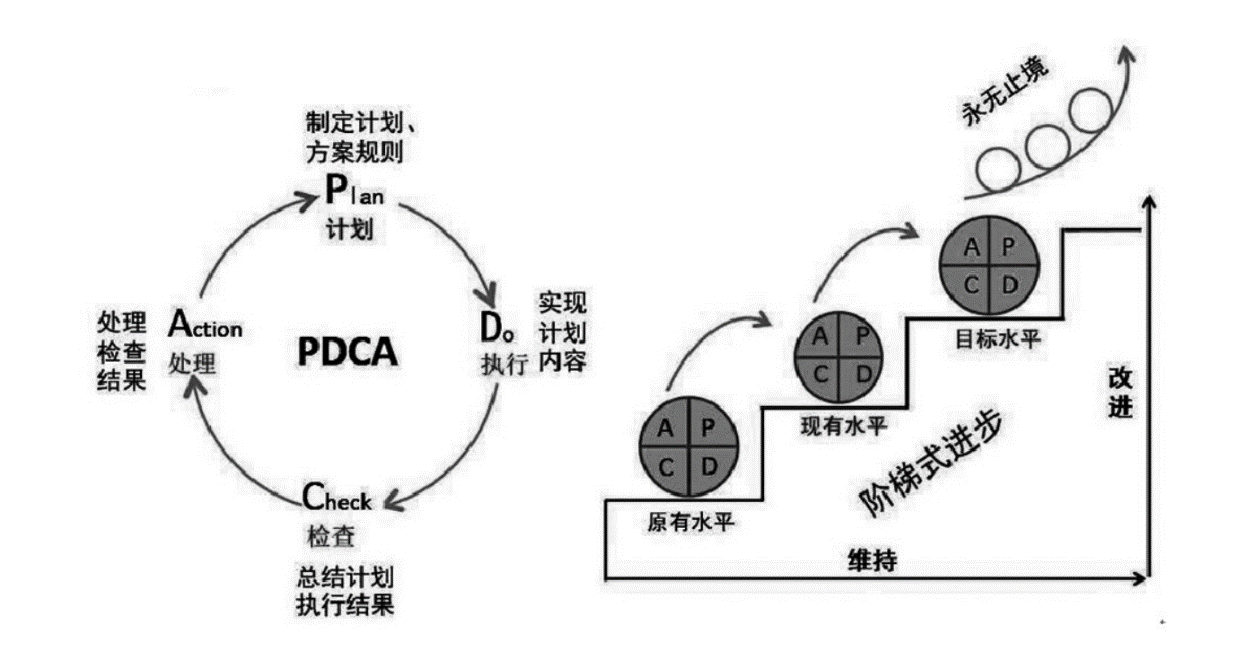 制定计划、
方案规则
Plan
计划
Do
执行
实现
计划
内容
Check
检查
总结计划
执行结果
Action
处理
处理
检查
结果
PDCA
永无止境
A P
C D
目标水平
A P
C D
现有水平
A P
C D
原有水平
阶梯式进步
改
进
维持